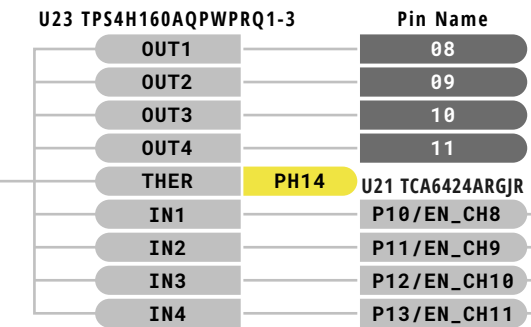 U23 TPS4H160AQPWPRQ1-3 Pin Name
OUT1 08
OUT2 09
OUT3 10
OUT4 11
THER PH14 U21 TCA6424ARGJR
IN1 P10/EN_CH8
IN2 P11/EN_CH9
IN3 P12/EN_CH10
IN4 P13/EN_CH11